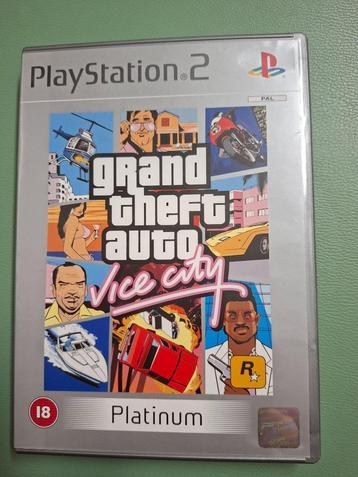 PlayStation®2
PAL
grand
theft
auto
Vice City
R
18
Platinum